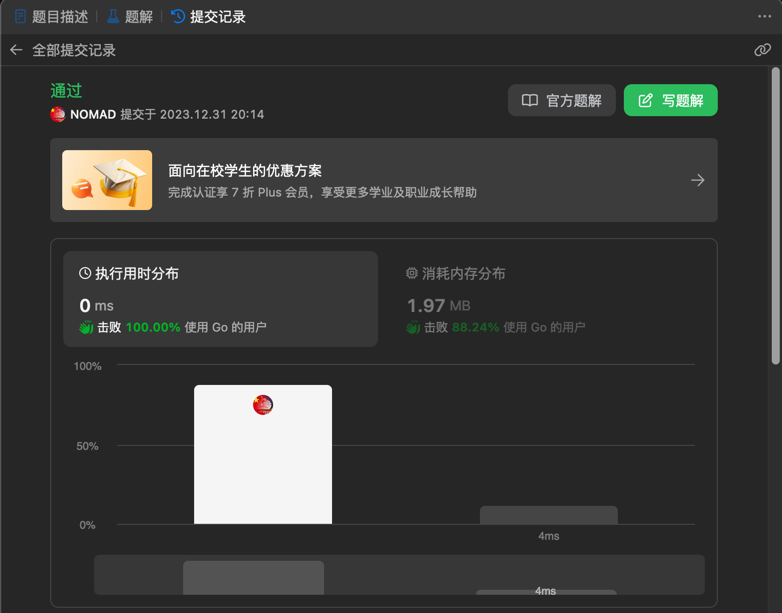 题目描述 题解 提交记录
全部提交记录
通过
NOMAD 提交于 2023.12.31 20:14
官方题解 写题解
面向在校学生的优惠方案
完成认证享 7 折 Plus 会员，享受更多学业及职业成长帮助
执行用时分布 消耗内存分布
0 ms 1.97 MB
击败 100.00% 使用 Go 的用户 击败 88.24% 使用 Go 的用户
100%
50%
0%
4ms
4ms